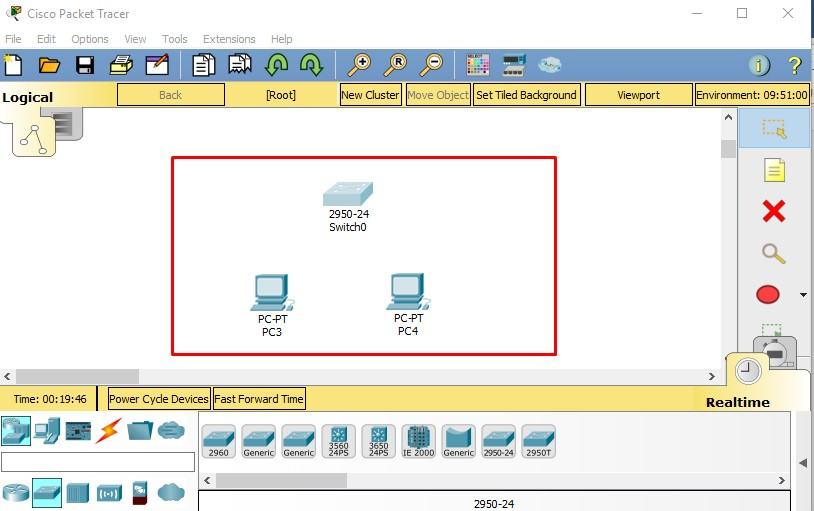 Cisco Packet Tracer
File Edit Options View Tools Extensions Help
Logical
Back
[Root]
New Cluster
Move Object
Set Tiled Background
Viewport
Environment: 09:51:00
2950-24
Switch0
PC-PT
PC3
PC-PT
PC4
Time: 00:19:46
Power Cycle Devices
Fast Forward Time
Realtime
2960
Generic
Generic
3560
24PS
3650
24PS
IE 2000
Generic
2950-24
2950T
2950-24